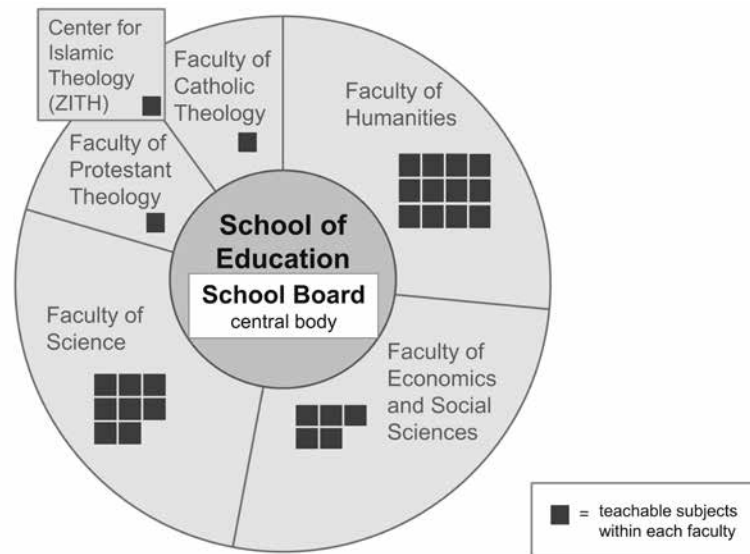 Center for
Islamic
Theology
(ZITH)
Faculty of
Catholic
Theology
Faculty of
Humanities
Faculty of
Protestant
Theology
School of
Education
School Board
central body
Faculty of
Science
Faculty of
Economics
and Social
Sciences
= teachable subjects
within each faculty